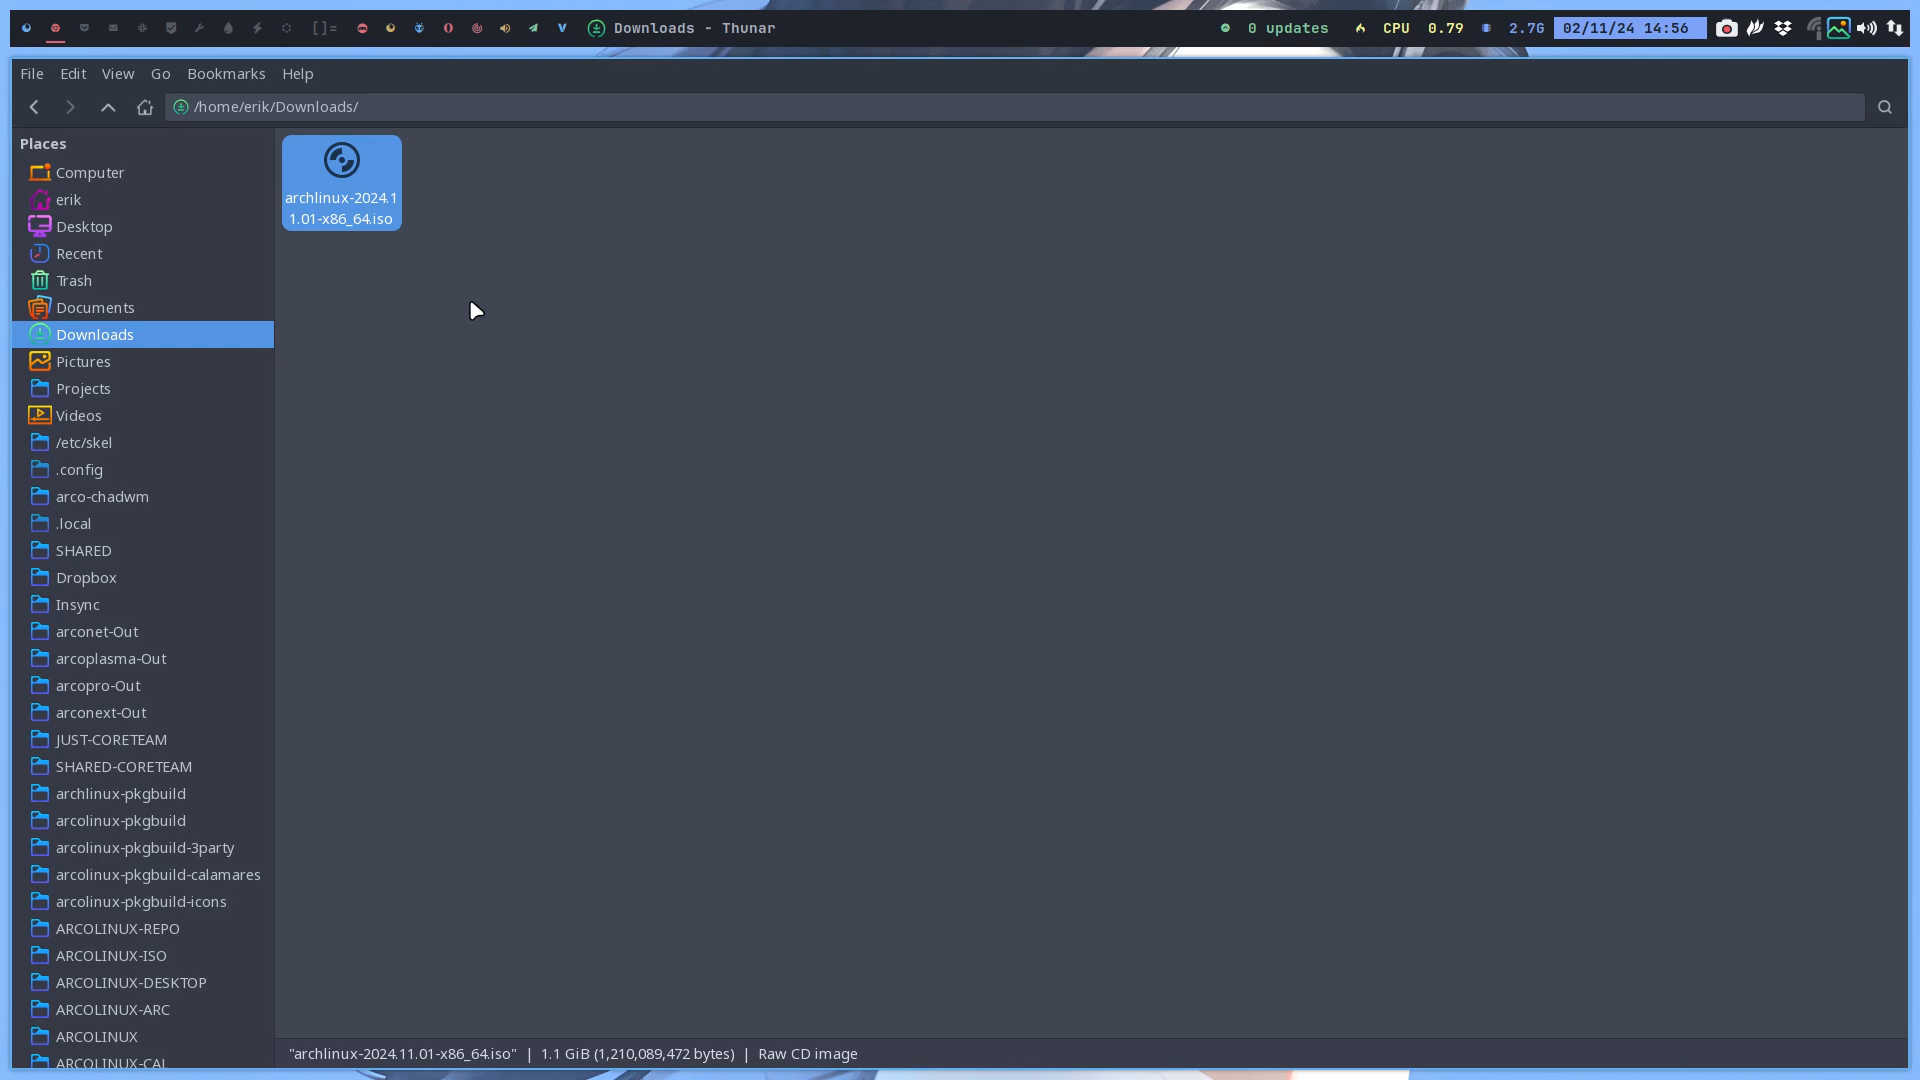 []=
Downloads - Thunar
0 updates
CPU 0.79
2.7G
02/11/24 14:56
File Edit View Go Bookmarks Help
/home/erik/Downloads/
Places
Computer
erik
Desktop
Recent
Trash
Documents
Downloads
Pictures
Projects
Videos
/etc/skel
.config
arco-chadwm
.local
SHARED
Dropbox
Insync
arconet-Out
arcoplasma-Out
arcopro-Out
arconext-Out
JUST-CORETEAM
SHARED-CORETEAM
archlinux-pkgbuild
arcolinux-pkgbuild
arcolinux-pkgbuild-3party
arcolinux-pkgbuild-calamares
arcolinux-pkgbuild-icons
ARCOLINUX-REPO
ARCOLINUX-ISO
ARCOLINUX-DESKTOP
ARCOLINUX-ARC
ARCOLINUX
ARCOLINUX-CAL
archlinux-2024.1
1.01-x86_64.iso
"archlinux-2024.11.01-x86_64.iso" | 1.1 GiB (1,210,089,472 bytes) | Raw CD image